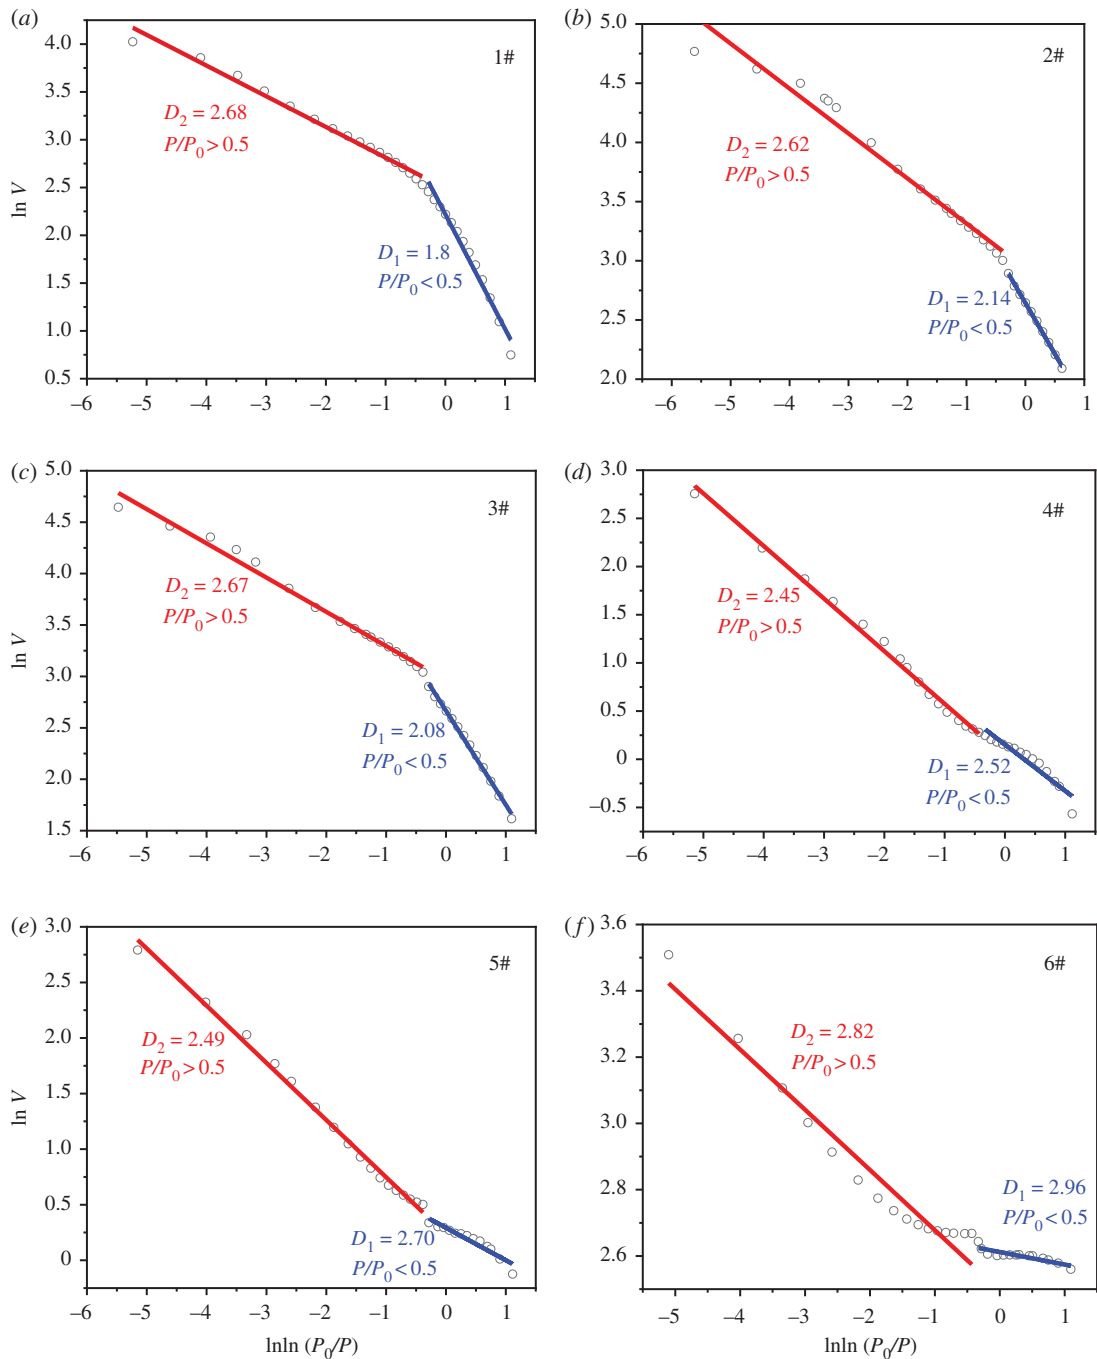 (a)
1#
ln V
4.0
3.5
3.0
2.5
2.0
1.5
1.0
0.5
D2 = 2.68
P/P0 > 0.5
D1 = 1.8
P/P0 < 0.5
–6 –5 –4 –3 –2 –1 0 1
(b)
2#
5.0
4.5
4.0
3.5
3.0
2.5
2.0
D2 = 2.62
P/P0 > 0.5
D1 = 2.14
P/P0 < 0.5
–6 –5 –4 –3 –2 –1 0 1
(c)
3#
ln V
5.0
4.5
4.0
3.5
3.0
2.5
2.0
1.5
D2 = 2.67
P/P0 > 0.5
D1 = 2.08
P/P0 < 0.5
–6 –5 –4 –3 –2 –1 0 1
(d)
4#
3.0
2.5
2.0
1.5
1.0
0.5
0
–0.5
D2 = 2.45
P/P0 > 0.5
D1 = 2.52
P/P0 < 0.5
–6 –5 –4 –3 –2 –1 0 1
(e)
5#
ln V
3.0
2.5
2.0
1.5
1.0
0.5
0
D2 = 2.49
P/P0 > 0.5
D1 = 2.70
P/P0 < 0.5
–6 –5 –4 –3 –2 –1 0 1
lnln (P0/P)
(f)
6#
3.6
3.4
3.2
3.0
2.8
2.6
D2 = 2.82
P/P0 > 0.5
D1 = 2.96
P/P0 < 0.5
–5 –4 –3 –2 –1 0 1
lnln (P0/P)